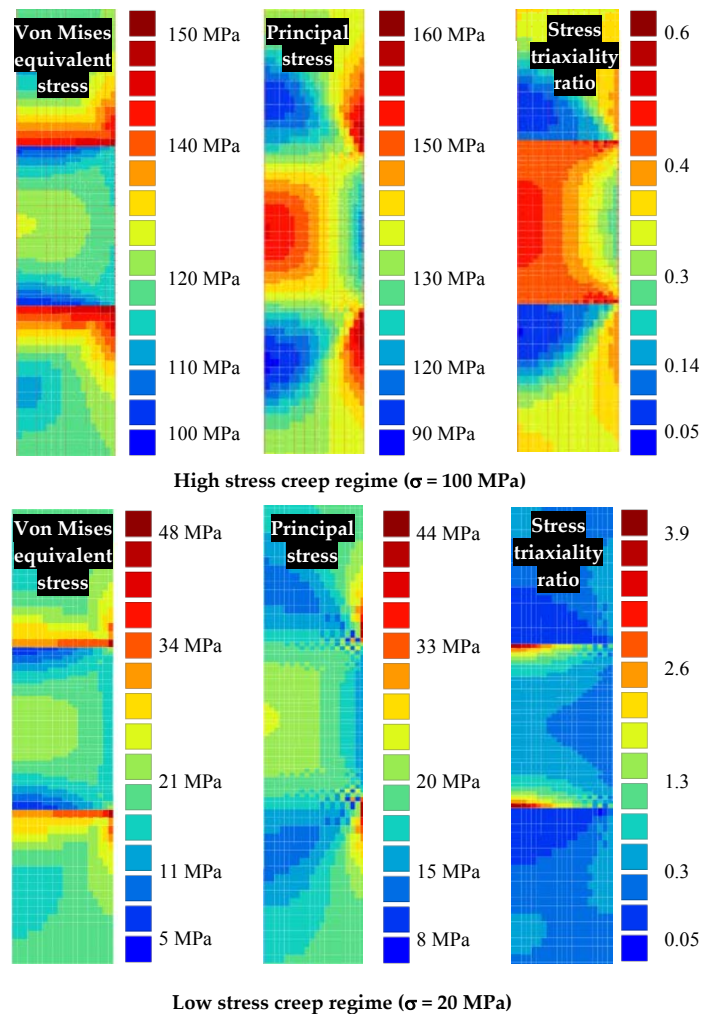 Von Mises
equivalent
stress
150 MPa
140 MPa
120 MPa
110 MPa
100 MPa
Principal
stress
160 MPa
150 MPa
130 MPa
120 MPa
90 MPa
Stress
triaxiality
ratio
0.6
0.4
0.3
0.14
0.05
High stress creep regime (σ = 100 MPa)
Von Mises
equivalent
stress
48 MPa
34 MPa
21 MPa
11 MPa
5 MPa
Principal
stress
44 MPa
33 MPa
20 MPa
15 MPa
8 MPa
Stress
triaxiality
ratio
3.9
2.6
1.3
0.3
0.05
Low stress creep regime (σ = 20 MPa)